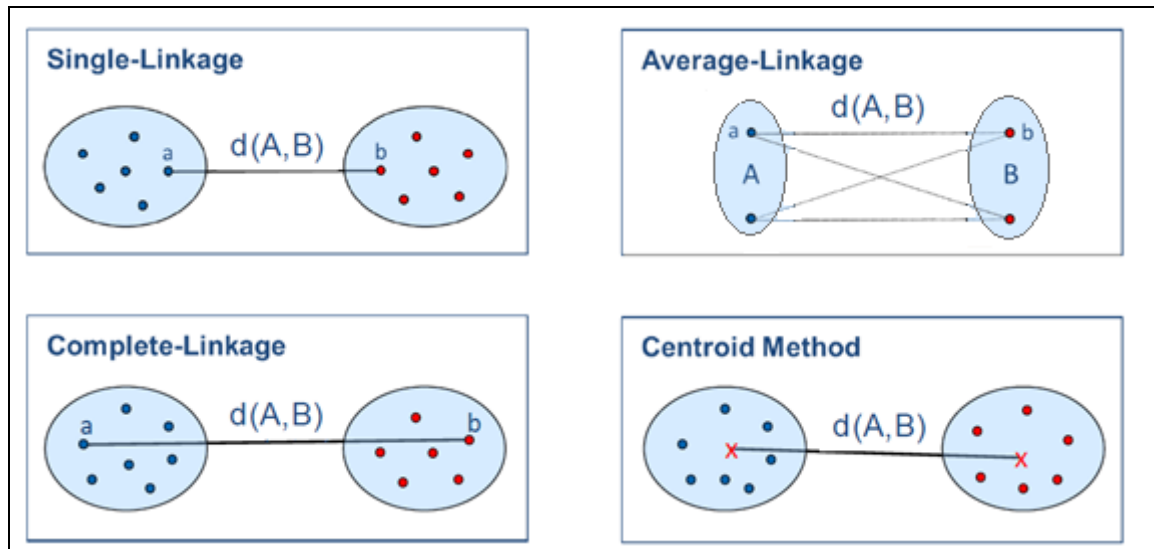 Single-Linkage
d(A,B)
a
b
Average-Linkage
d(A,B)
a
b
A
B
Complete-Linkage
d(A,B)
a
b
Centroid Method
d(A,B)
X
X